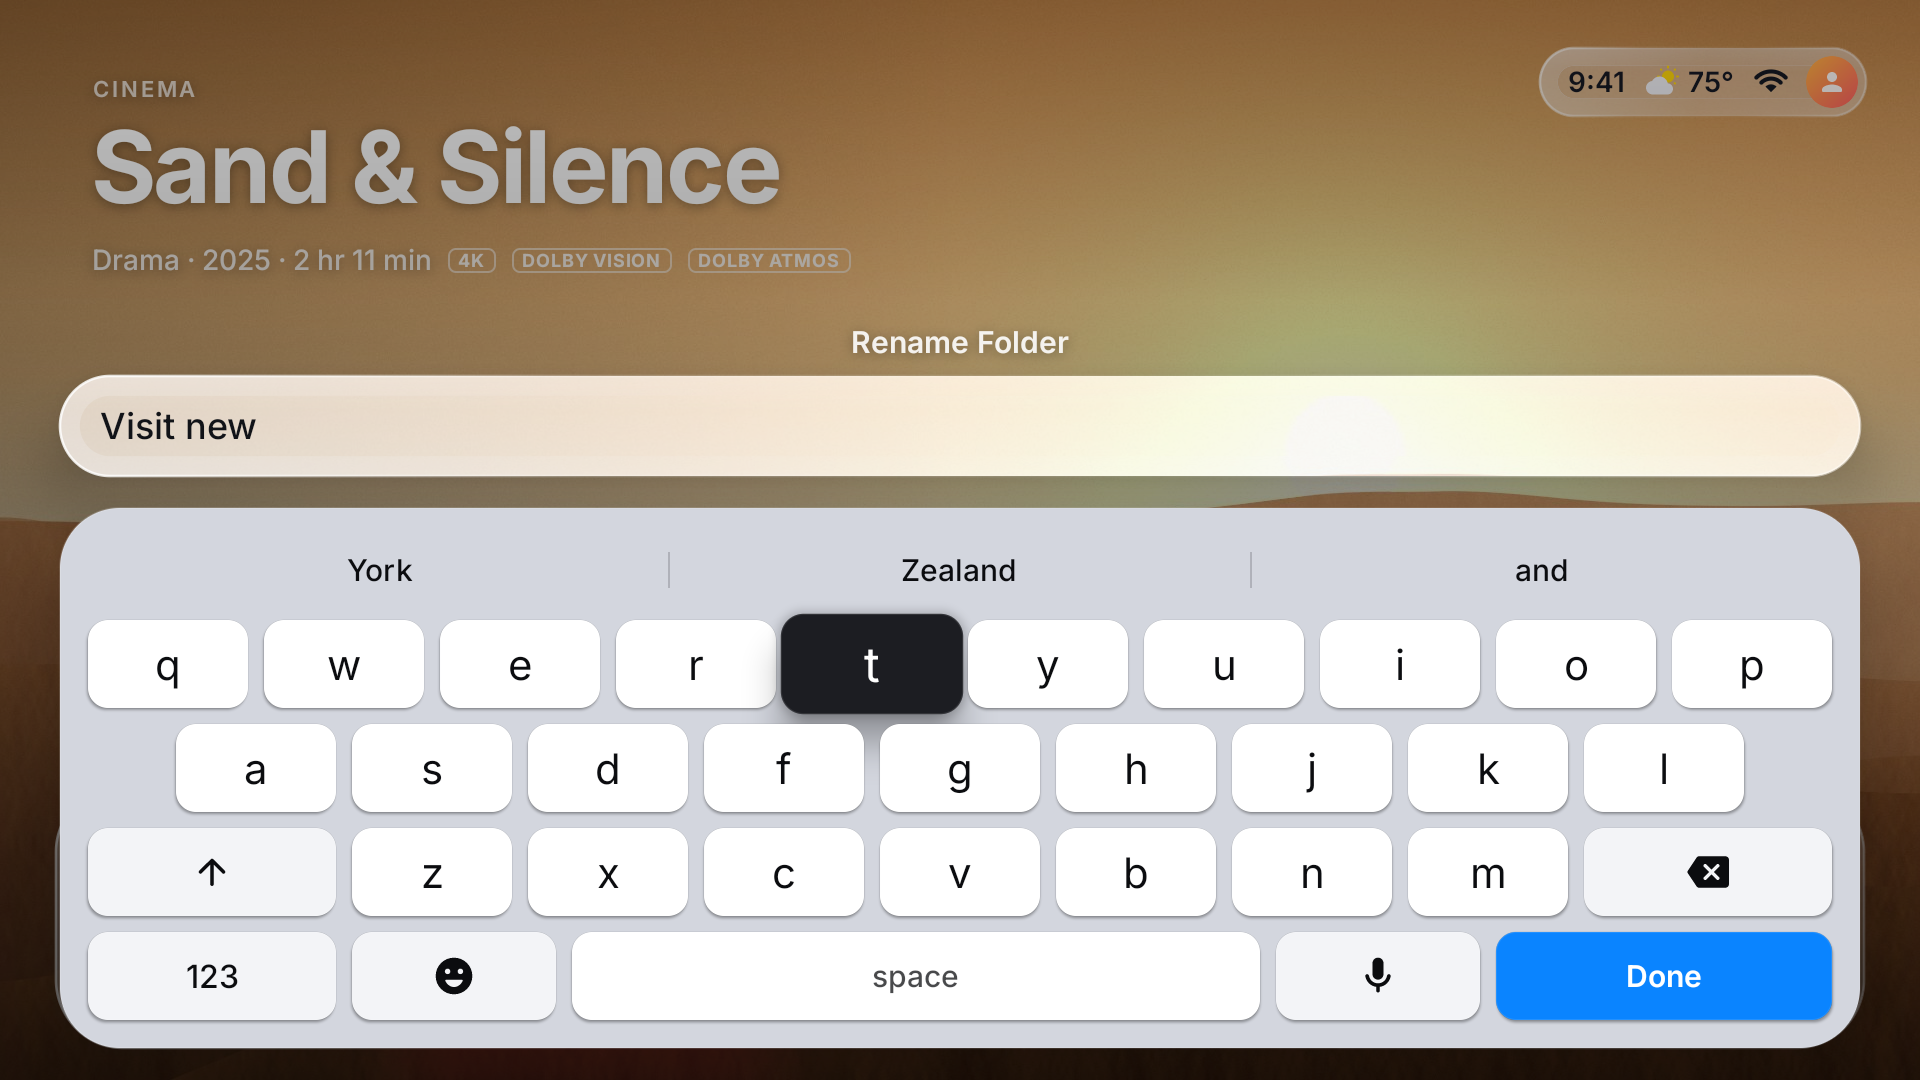 CINEMA
Sand & Silence
Drama · 2025 · 2 hr 11 min 4K DOLBY VISION DOLBY ATMOS
9:41 75°
Rename Folder
Visit new
York Zealand and
q w e r t y u i o p
a s d f g h j k l
z x c v b n m
123 space Done